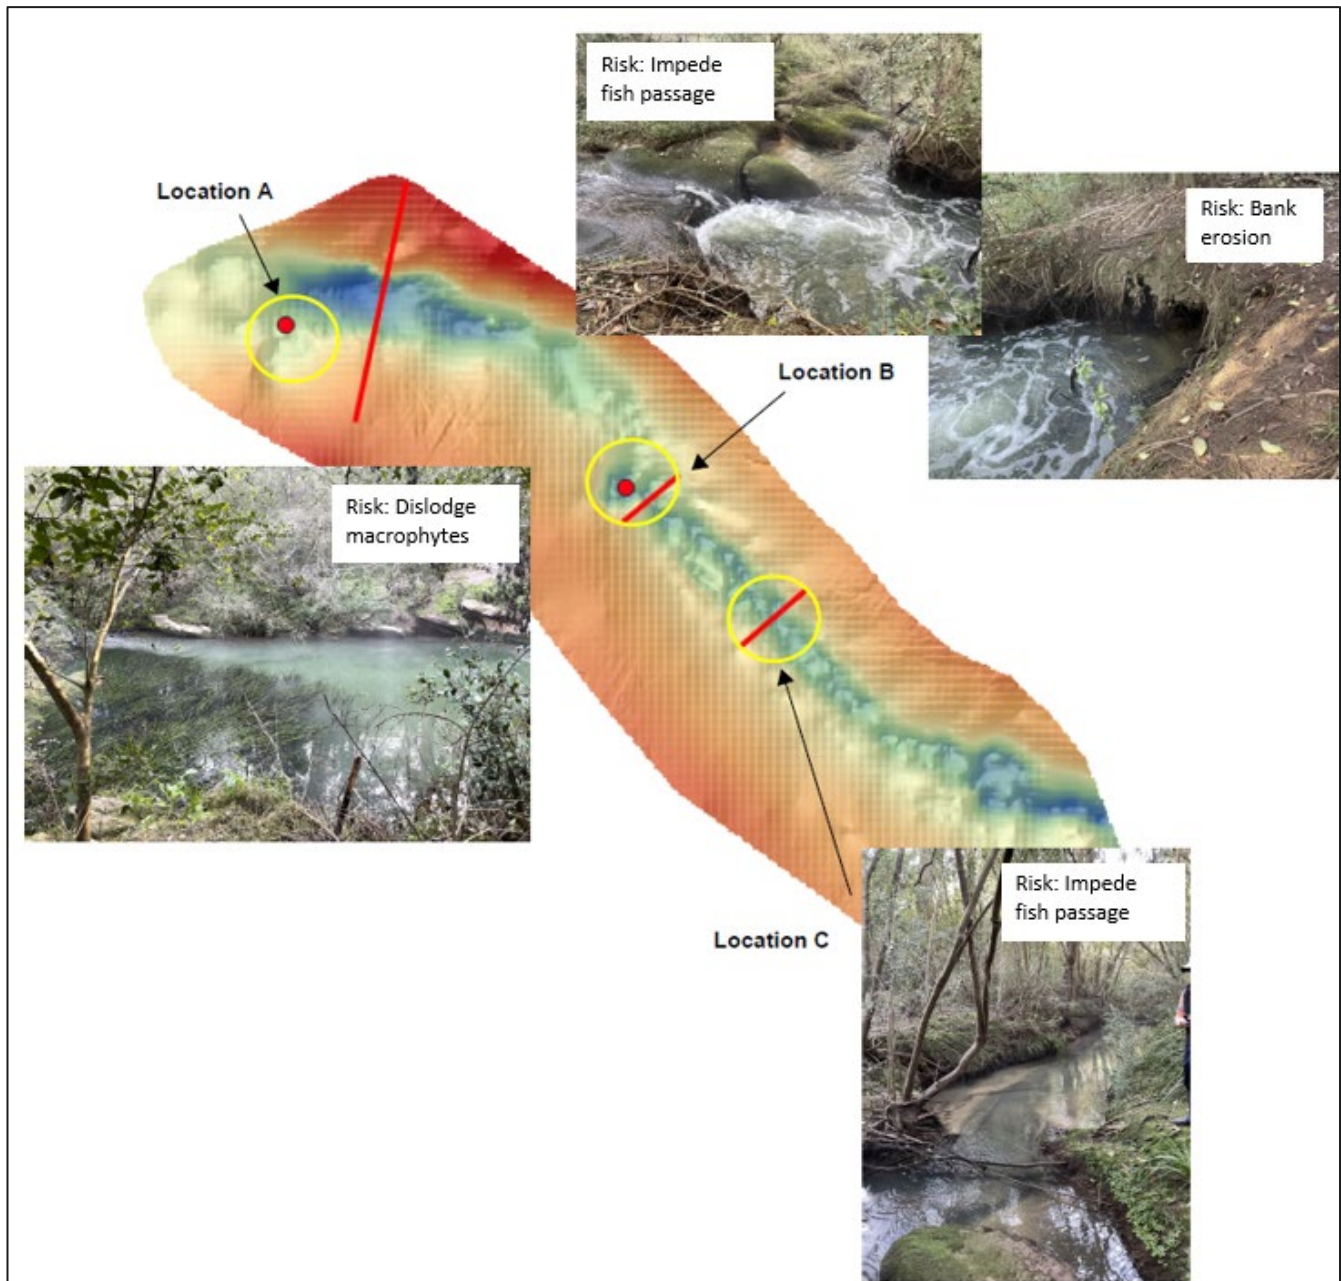 Risk: Impede
fish passage
Location A
Risk: Bank
erosion
Location B
Risk: Dislodge
macrophytes
Risk: Impede
fish passage
Location C